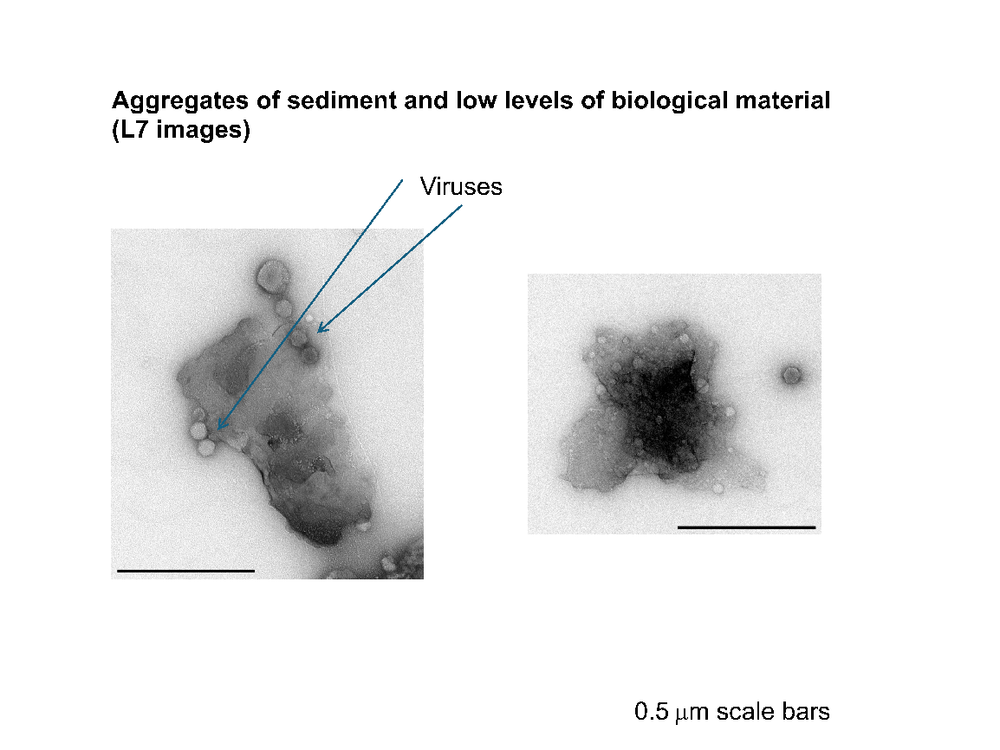 Aggregates of sediment and low levels of biological material
(L7 images)
Viruses
0.5 μm scale bars